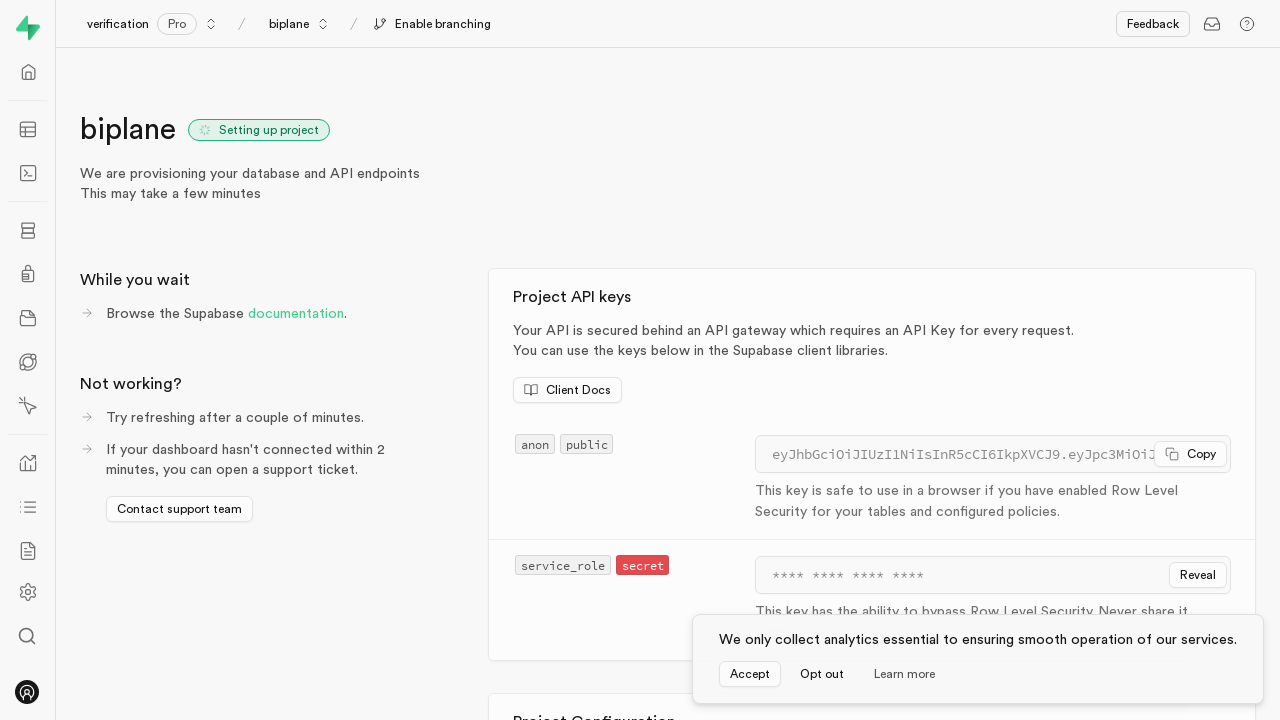 verification Pro / biplane / Enable branching
Feedback
biplane Setting up project
We are provisioning your database and API endpoints
This may take a few minutes
While you wait
Browse the Supabase documentation.
Not working?
Try refreshing after a couple of minutes.
If your dashboard hasn't connected within 2
minutes, you can open a support ticket.
Contact support team
Project API keys
Your API is secured behind an API gateway which requires an API Key for every request.
You can use the keys below in the Supabase client libraries.
Client Docs
anon public
eyJhbGciOiJIUzI1NiIsInR5cCI6IkpXVCJ9.eyJpc3MiOiJ
Copy
This key is safe to use in a browser if you have enabled Row Level
Security for your tables and configured policies.
service_role secret
**** **** **** ****
Reveal
This key has the ability to bypass Row Level Security. Never share it
We only collect analytics essential to ensuring smooth operation of our services.
Accept Opt out Learn more
Project Configuration